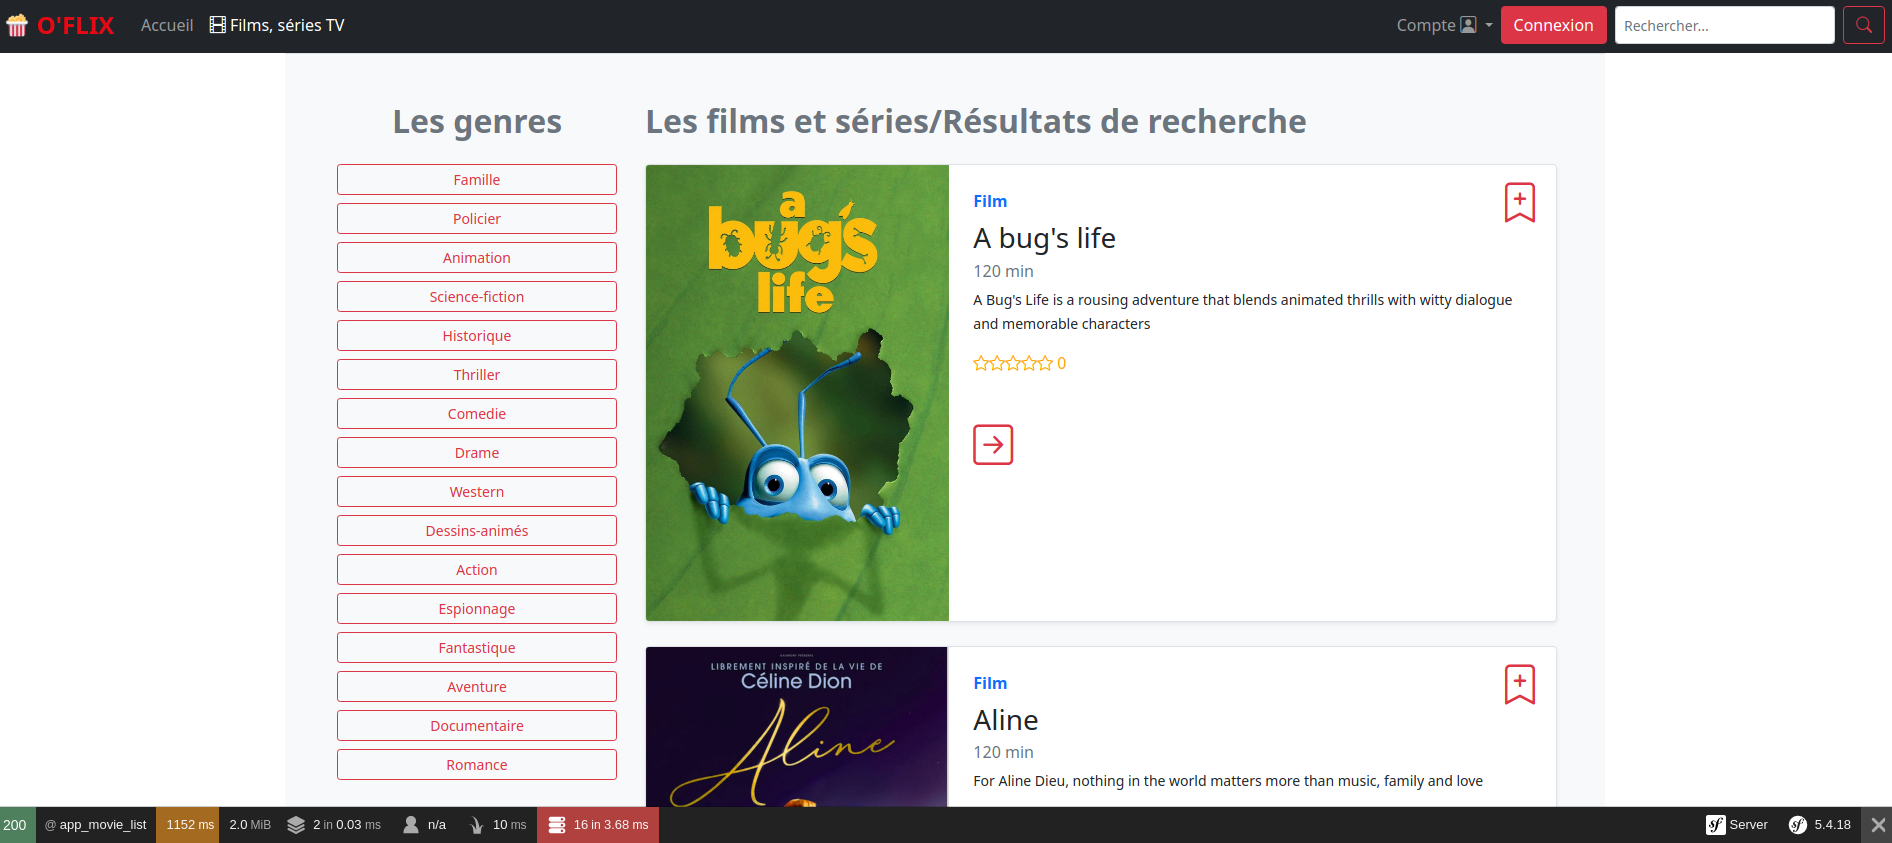 O'FLIX
Accueil
Films, séries TV
Compte
Connexion
Rechercher...
Les genres
Famille
Policier
Animation
Science-fiction
Historique
Thriller
Comedie
Drame
Western
Dessins-animés
Action
Espionnage
Fantastique
Aventure
Documentaire
Romance
Les films et séries/Résultats de recherche
a
bug's
life
Film
A bug's life
120 min
A Bug's Life is a rousing adventure that blends animated thrills with witty dialogue
and memorable characters
0
LIBREMENT INSPIRÉ DE LA VIE DE
Céline Dion
Aline
Film
Aline
120 min
For Aline Dieu, nothing in the world matters more than music, family and love
200
@ app_movie_list
1152 ms
2.0 MiB
2 in 0.03 ms
n/a
10 ms
16 in 3.68 ms
sf Server
sf 5.4.18